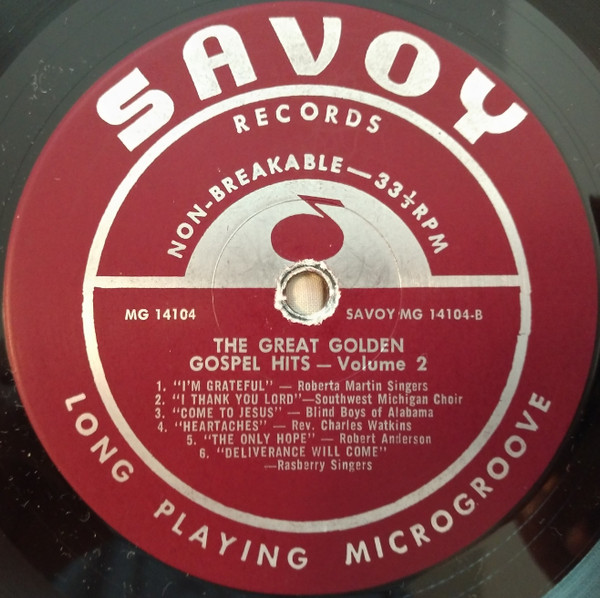 SAVOY
RECORDS
NON-BREAKABLE — 33⅓ RPM
MG 14104
SAVOY MG 14104-B
THE GREAT GOLDEN
GOSPEL HITS — Volume 2
1. "I'M GRATEFUL" — Roberta Martin Singers
2. "I THANK YOU LORD"—Southwest Michigan Choir
3. "COME TO JESUS" — Blind Boys of Alabama
4. "HEARTACHES" — Rev. Charles Watkins
5. "THE ONLY HOPE" — Robert Anderson
6. "DELIVERANCE WILL COME"
—Rasberry Singers
LONG PLAYING MICROGROOVE